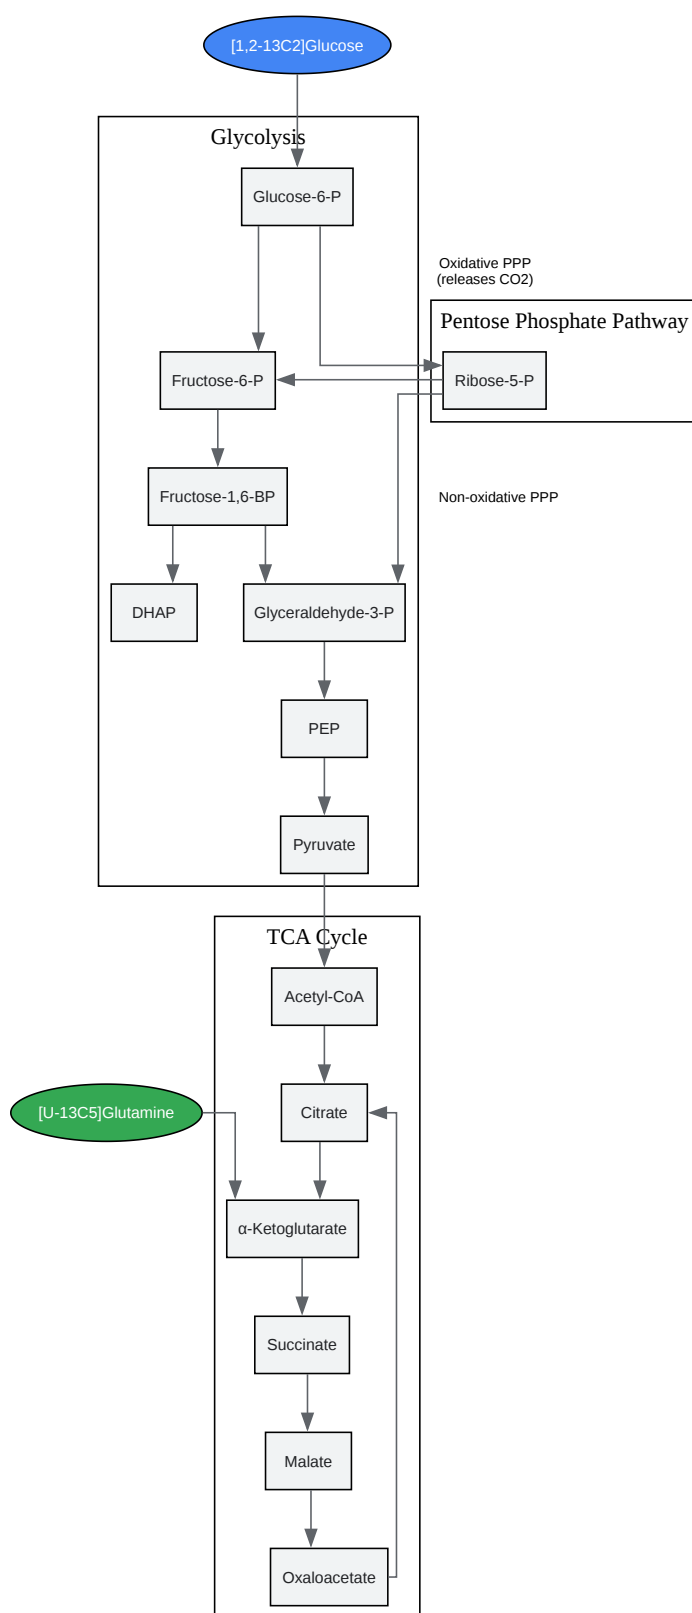 [1,2-13C2]Glucose
Glycolysis
Glucose-6-P
Oxidative PPP
(releases CO2)
Pentose Phosphate Pathway
Fructose-6-P
Ribose-5-P
Fructose-1,6-BP
Non-oxidative PPP
DHAP
Glyceraldehyde-3-P
PEP
Pyruvate
TCA Cycle
Acetyl-CoA
[U-13C5]Glutamine
Citrate
α-Ketoglutarate
Succinate
Malate
Oxaloacetate